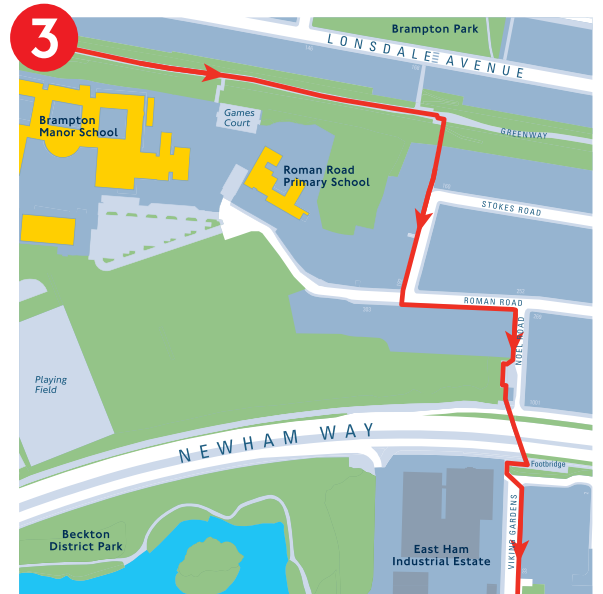 3
Brampton Park
LONSDALE AVENUE
Games
Court
Brampton
Manor School
GREENWAY
Roman Road
Primary School
STOKES ROAD
ROMAN ROAD
NOEL ROAD
Playing
Field
NEWHAM WAY
Footbridge
VIKING GARDENS
Beckton
District Park
East Ham
Industrial Estate